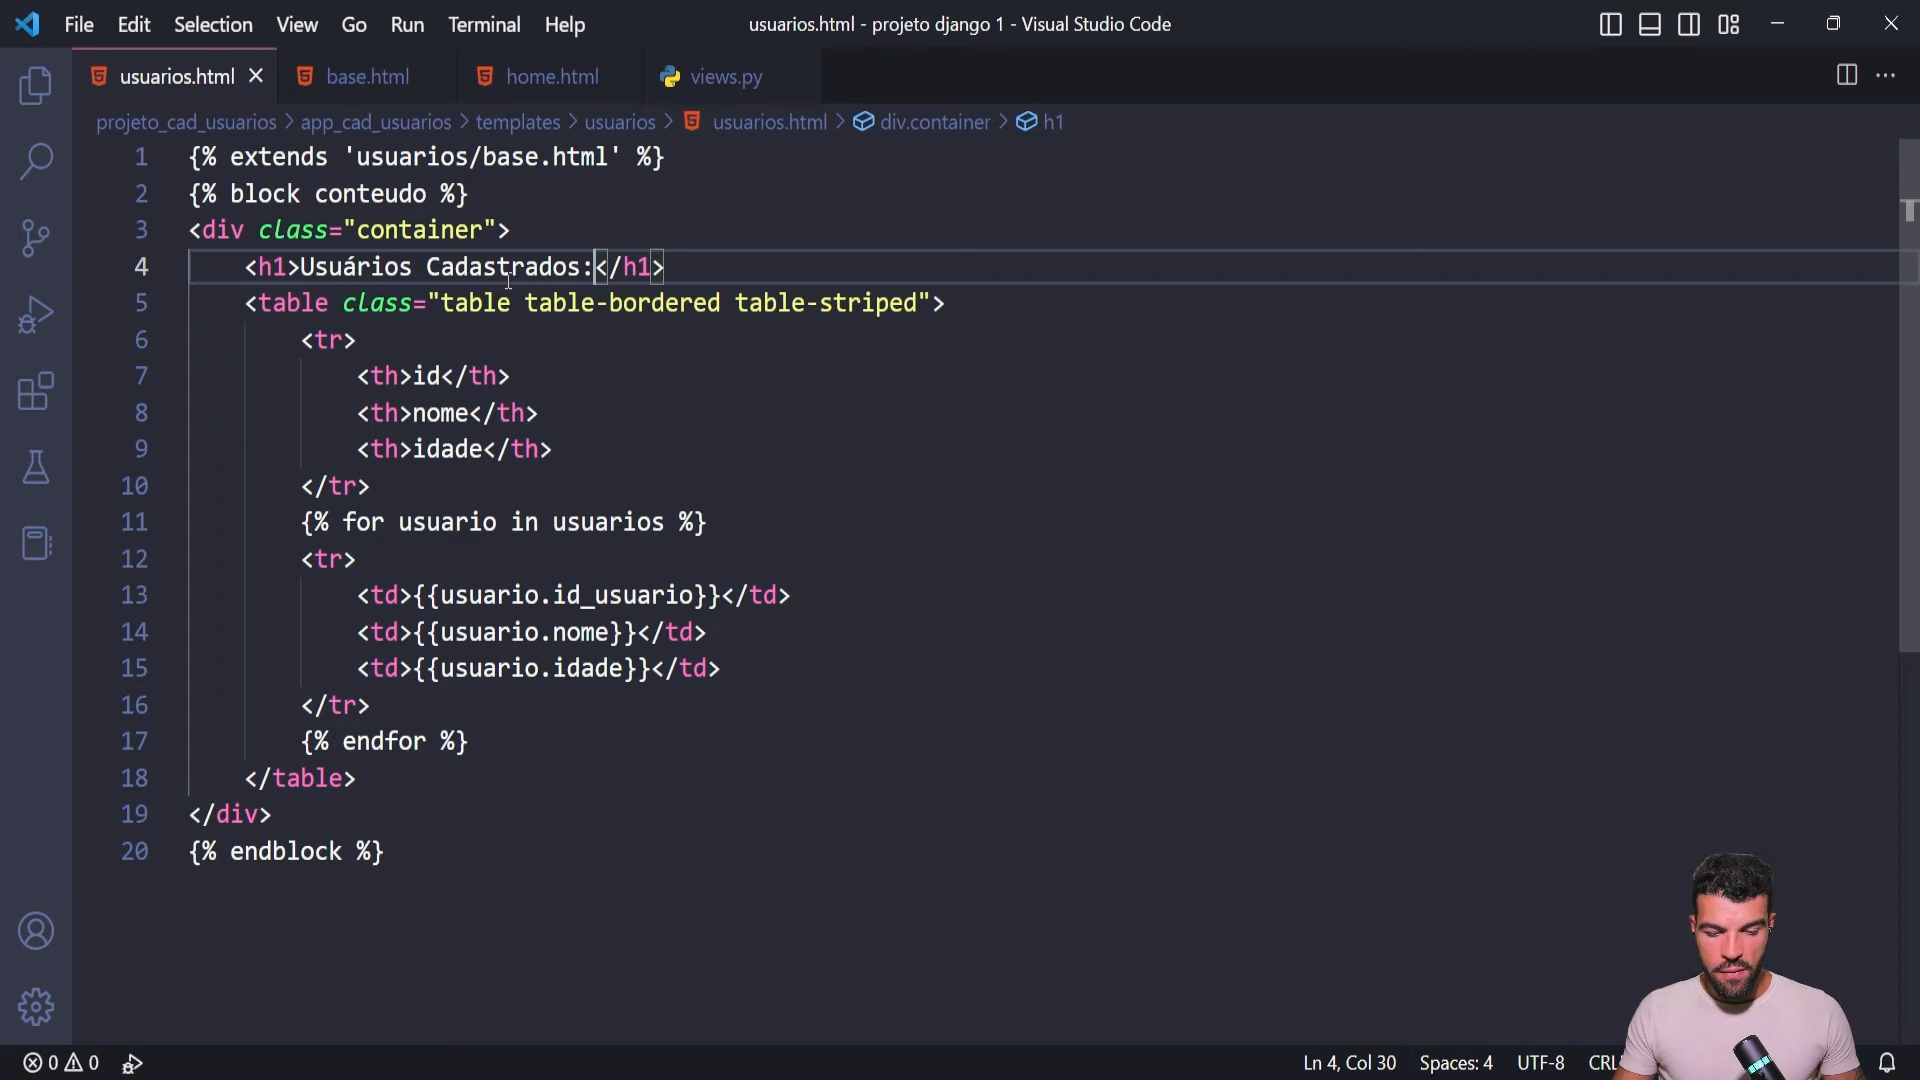 File Edit Selection View Go Run Terminal Help usuarios.html - projeto django 1 - Visual Studio Code
usuarios.html base.html home.html views.py
projeto_cad_usuarios > app_cad_usuarios > templates > usuarios > usuarios.html > div.container > h1
1 {% extends 'usuarios/base.html' %}
2 {% block conteudo %}
3 <div class="container">
4 <h1>Usuários Cadastrados:</h1>
5 <table class="table table-bordered table-striped">
6 <tr>
7 <th>id</th>
8 <th>nome</th>
9 <th>idade</th>
10 </tr>
11 {% for usuario in usuarios %}
12 <tr>
13 <td>{{usuario.id_usuario}}</td>
14 <td>{{usuario.nome}}</td>
15 <td>{{usuario.idade}}</td>
16 </tr>
17 {% endfor %}
18 </table>
19 </div>
20 {% endblock %}
0 0 Ln 4, Col 30 Spaces: 4 UTF-8